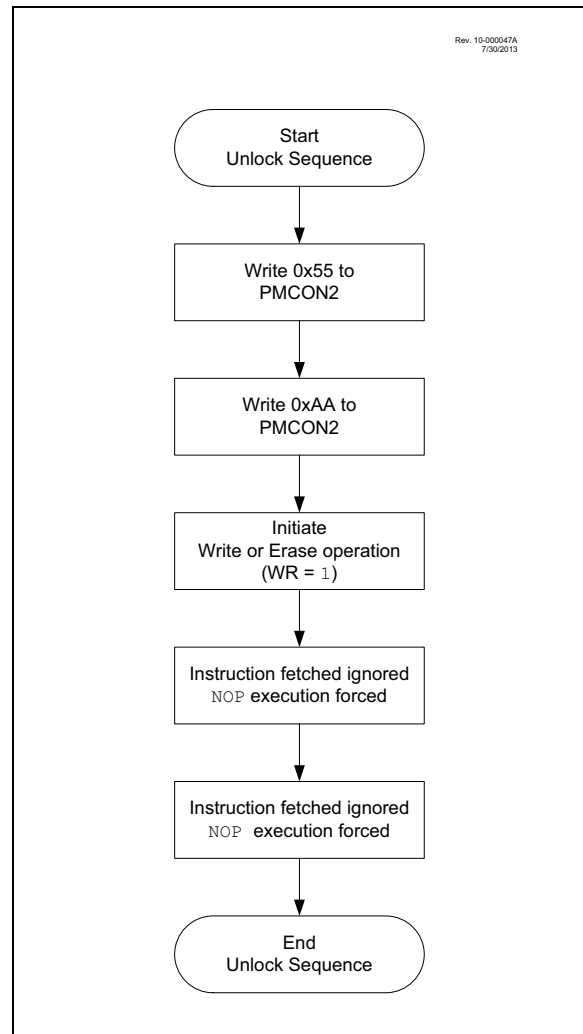 Rev. 10-000047A
7/30/2013
Start
Unlock Sequence
Write 0x55 to
PMCON2
Write 0xAA to
PMCON2
Initiate
Write or Erase operation
(WR = 1)
Instruction fetched ignored
NOP execution forced
Instruction fetched ignored
NOP execution forced
End
Unlock Sequence